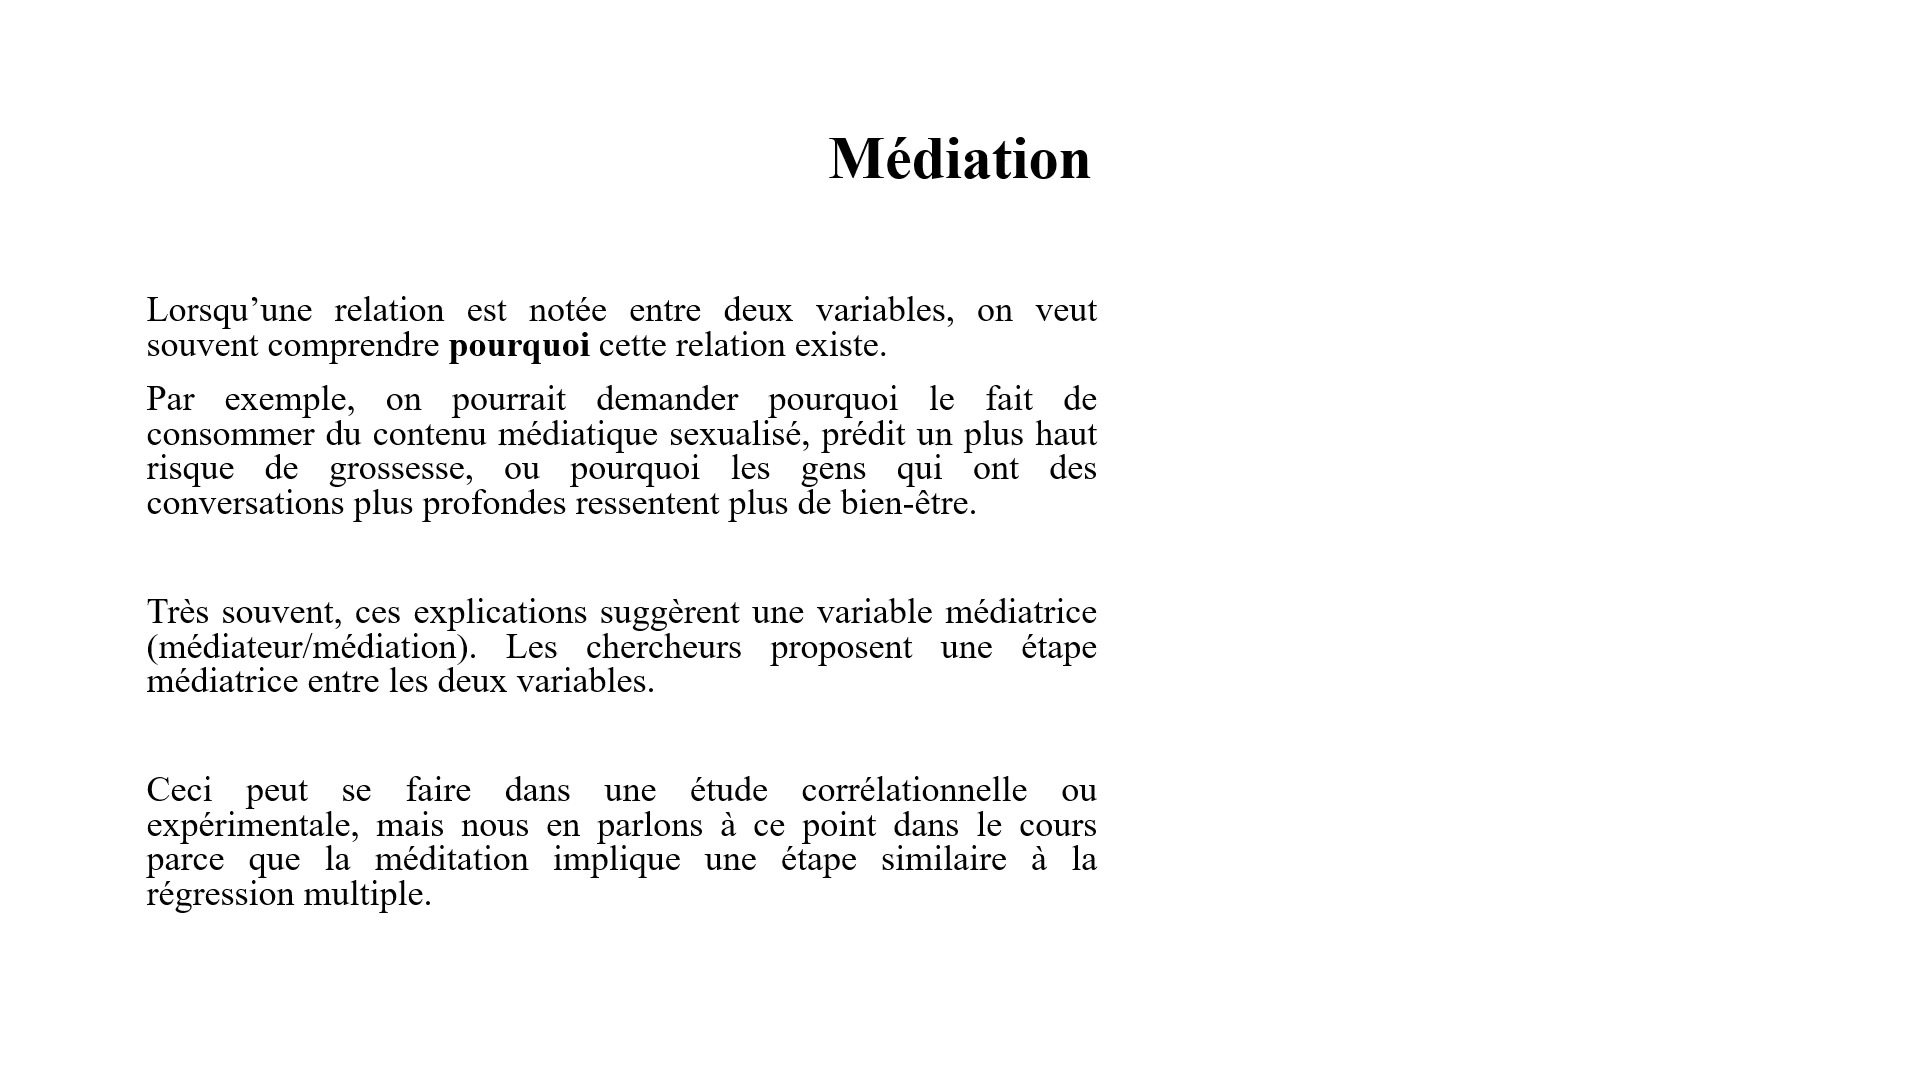 Médiation
Lorsqu’une relation est notée entre deux variables, on veut
souvent comprendre pourquoi cette relation existe.
Par exemple, on pourrait demander pourquoi le fait de
consommer du contenu médiatique sexualisé, prédit un plus haut
risque de grossesse, ou pourquoi les gens qui ont des
conversations plus profondes ressentent plus de bien-être.
Très souvent, ces explications suggèrent une variable médiatrice
(médiateur/médiation). Les chercheurs proposent une étape
médiatrice entre les deux variables.
Ceci peut se faire dans une étude corrélationnelle ou
expérimentale, mais nous en parlons à ce point dans le cours
parce que la méditation implique une étape similaire à la
régression multiple.